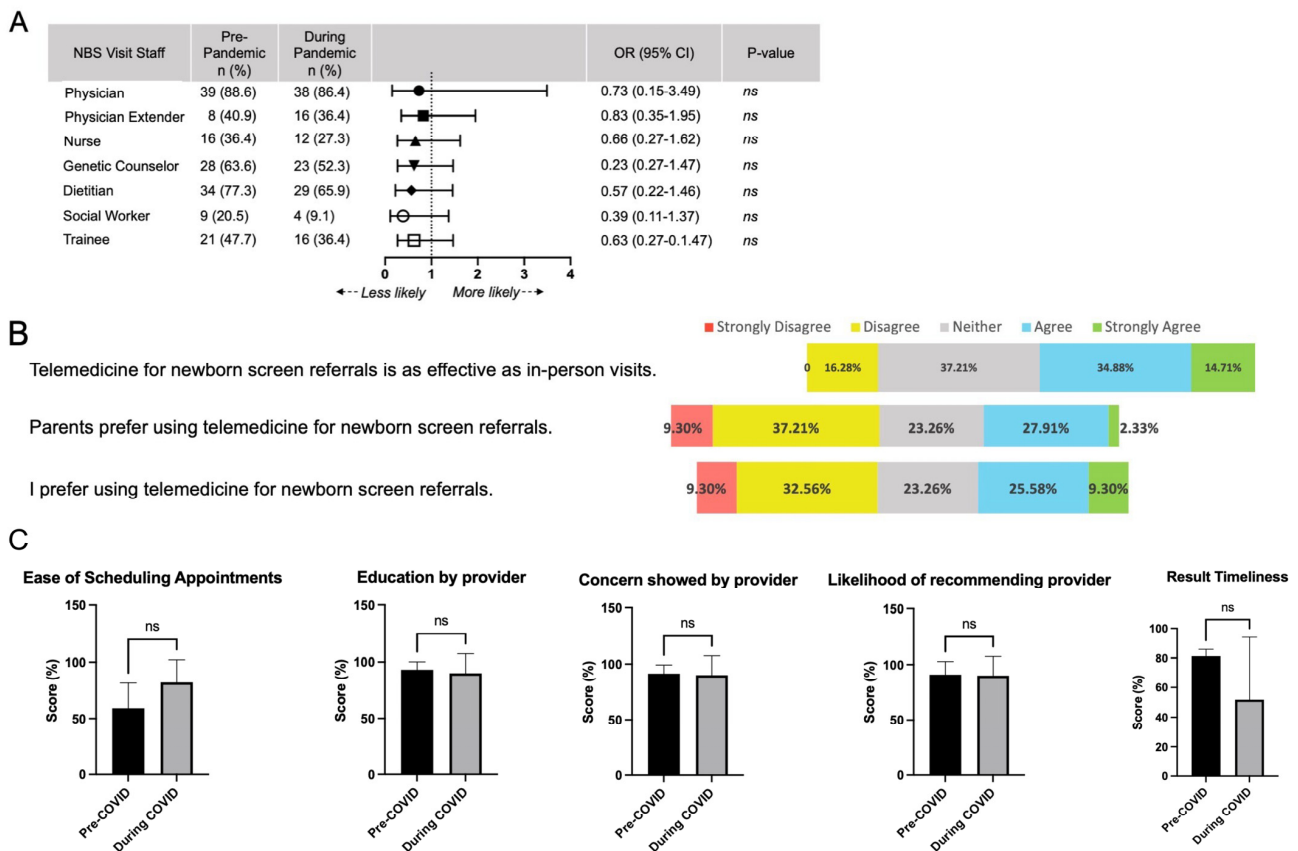 A
NBS Visit Staff Pre-Pandemic n (%) During Pandemic n (%) OR (95% CI) P-value
Physician 39 (88.6) 38 (86.4) 0.73 (0.15-3.49) ns
Physician Extender 8 (40.9) 16 (36.4) 0.83 (0.35-1.95) ns
Nurse 16 (36.4) 12 (27.3) 0.66 (0.27-1.62) ns
Genetic Counselor 28 (63.6) 23 (52.3) 0.23 (0.27-1.47) ns
Dietitian 34 (77.3) 29 (65.9) 0.57 (0.22-1.46) ns
Social Worker 9 (20.5) 4 (9.1) 0.39 (0.11-1.37) ns
Trainee 21 (47.7) 16 (36.4) 0.63 (0.27-0.1.47) ns
0 1 2 3 4
Less likely More likely
B
Strongly Disagree Disagree Neither Agree Strongly Agree
Telemedicine for newborn screen referrals is as effective as in-person visits. 0 16.28% 37.21% 34.88% 14.71%
Parents prefer using telemedicine for newborn screen referrals. 9.30% 37.21% 23.26% 27.91% 2.33%
I prefer using telemedicine for newborn screen referrals. 9.30% 32.56% 23.26% 25.58% 9.30%
C
Ease of Scheduling Appointments
Score (%)
150
100
50
0
ns
Pre-COVID
During COVID
Education by provider
Score (%)
150
100
50
0
ns
Pre-COVID
During COVID
Concern showed by provider
Score (%)
150
100
50
0
ns
Pre-COVID
During COVID
Likelihood of recommending provider
Score (%)
150
100
50
0
ns
Pre-COVID
During COVID
Result Timeliness
Score (%)
100
80
60
40
20
0
ns
Pre-COVID
During COVID